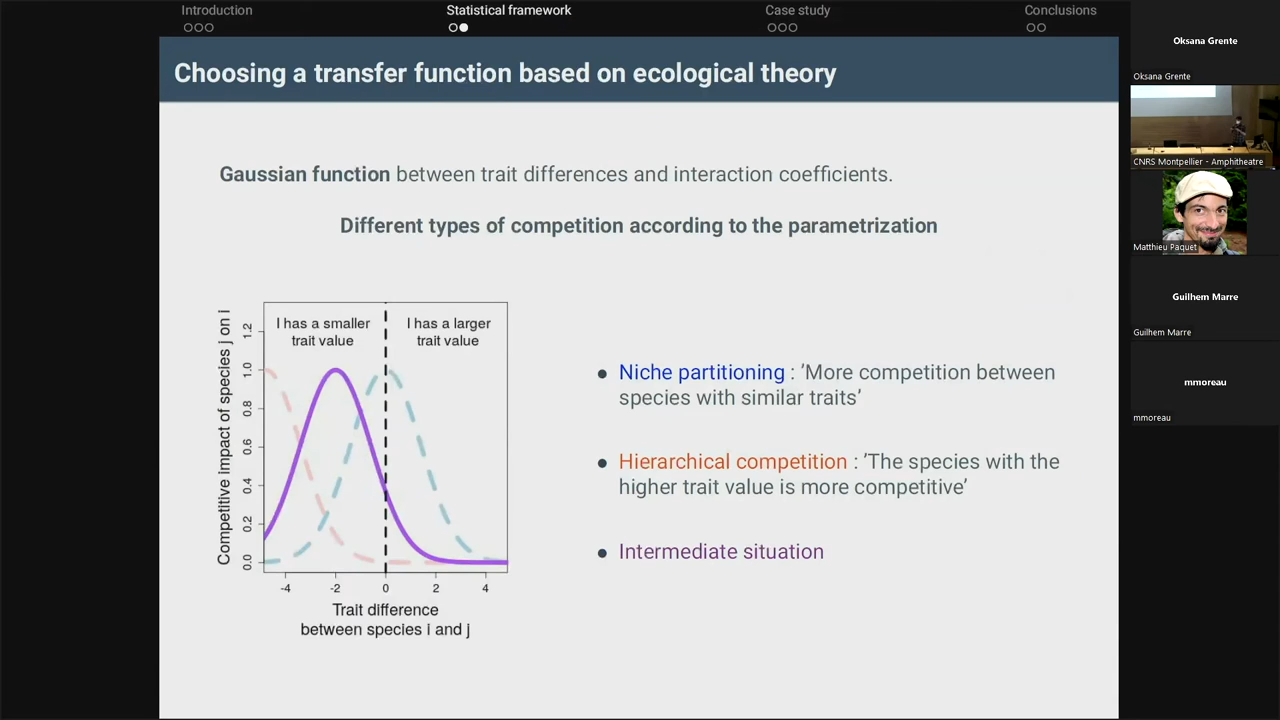 Introduction
Statistical framework
Case study
Conclusions
Choosing a transfer function based on ecological theory
Gaussian function between trait differences and interaction coefficients.
Different types of competition according to the parametrization
Competitive impact of species j on i
0.0 0.2 0.4 0.6 0.8 1.0 1.2
I has a smaller
trait value
I has a larger
trait value
-4 -2 0 2 4
Trait difference
between species i and j
Niche partitioning : 'More competition between
species with similar traits'
Hierarchical competition : 'The species with the
higher trait value is more competitive'
Intermediate situation
Oksana Grente
Oksana Grente
CNRS Montpellier - Amphitheatre
Matthieu Paquet
Guilhem Marre
Guilhem Marre
mmoreau
mmoreau